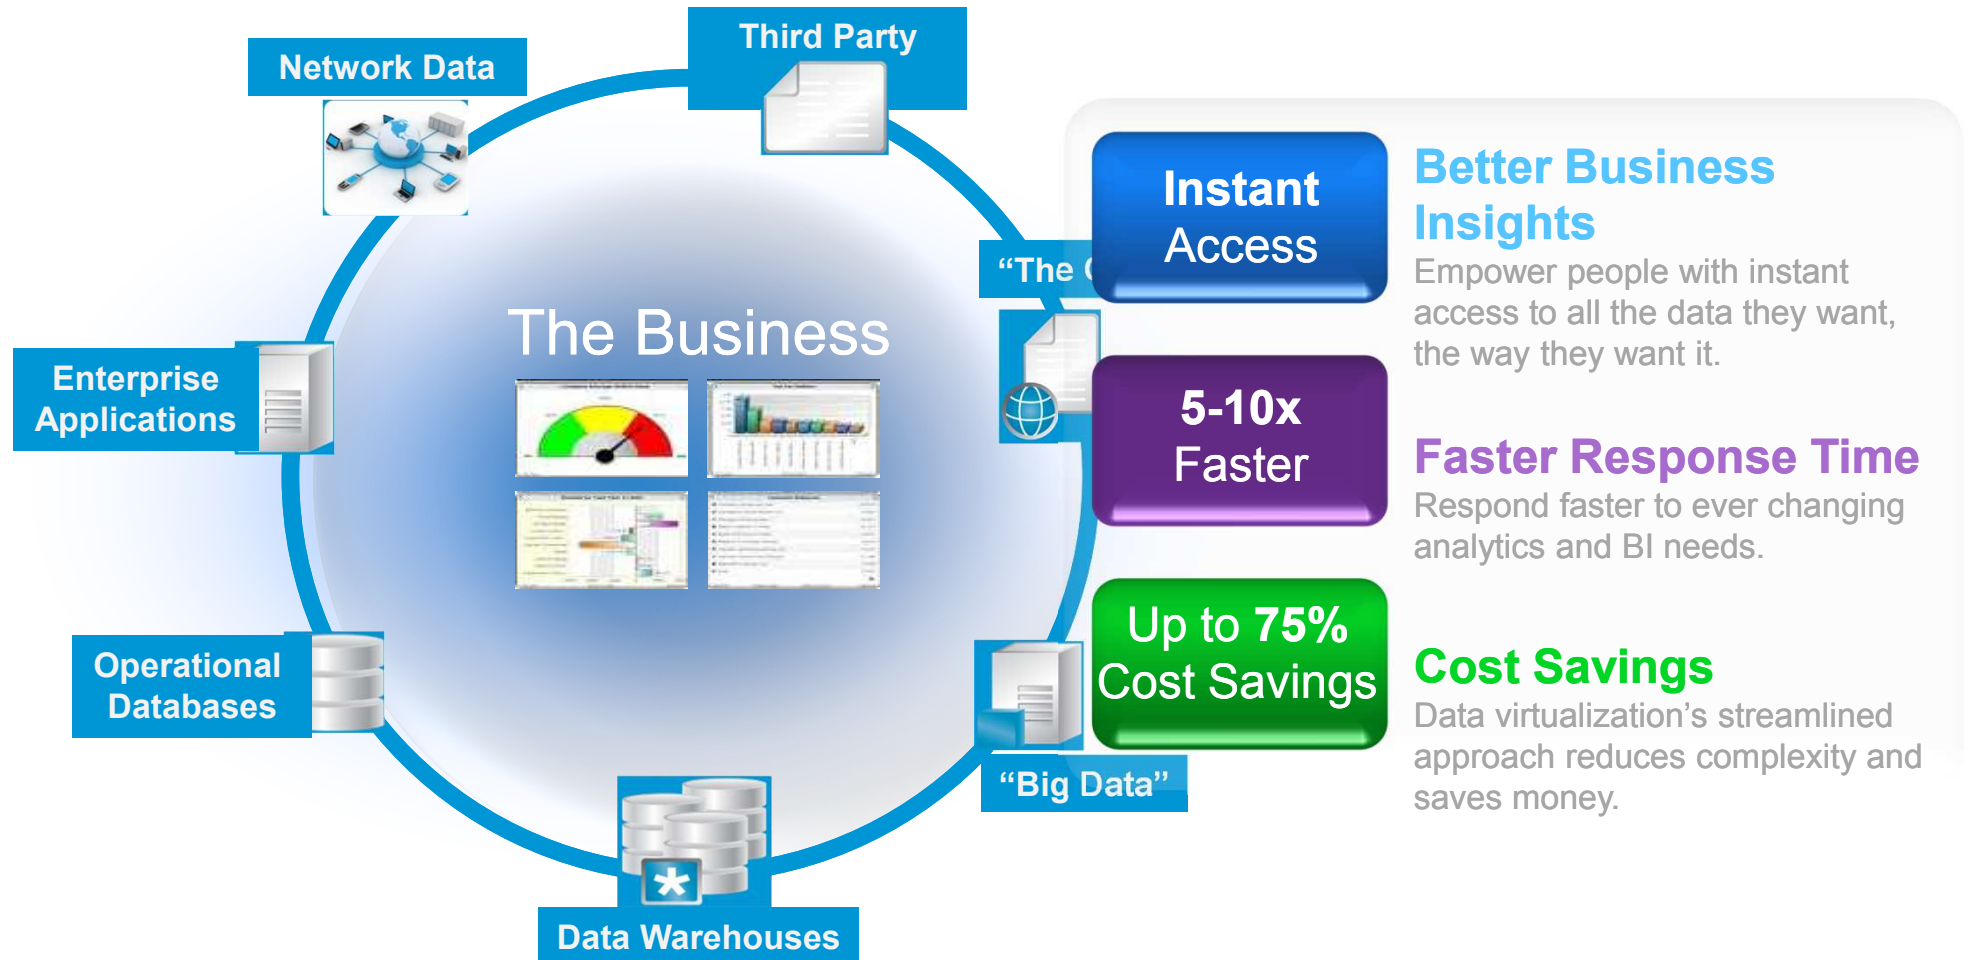 Third Party
Network Data
Instant
Access
Better Business
Insights
Empower people with instant
access to all the data they want,
the way they want it.
“The
The Business
Enterprise
Applications
5-10x
Faster
Faster Response Time
Respond faster to ever changing
analytics and BI needs.
Operational
Databases
Up to 75%
Cost Savings
Cost Savings
Data virtualization’s streamlined
approach reduces complexity and
saves money.
“Big Data”
*
Data Warehouses